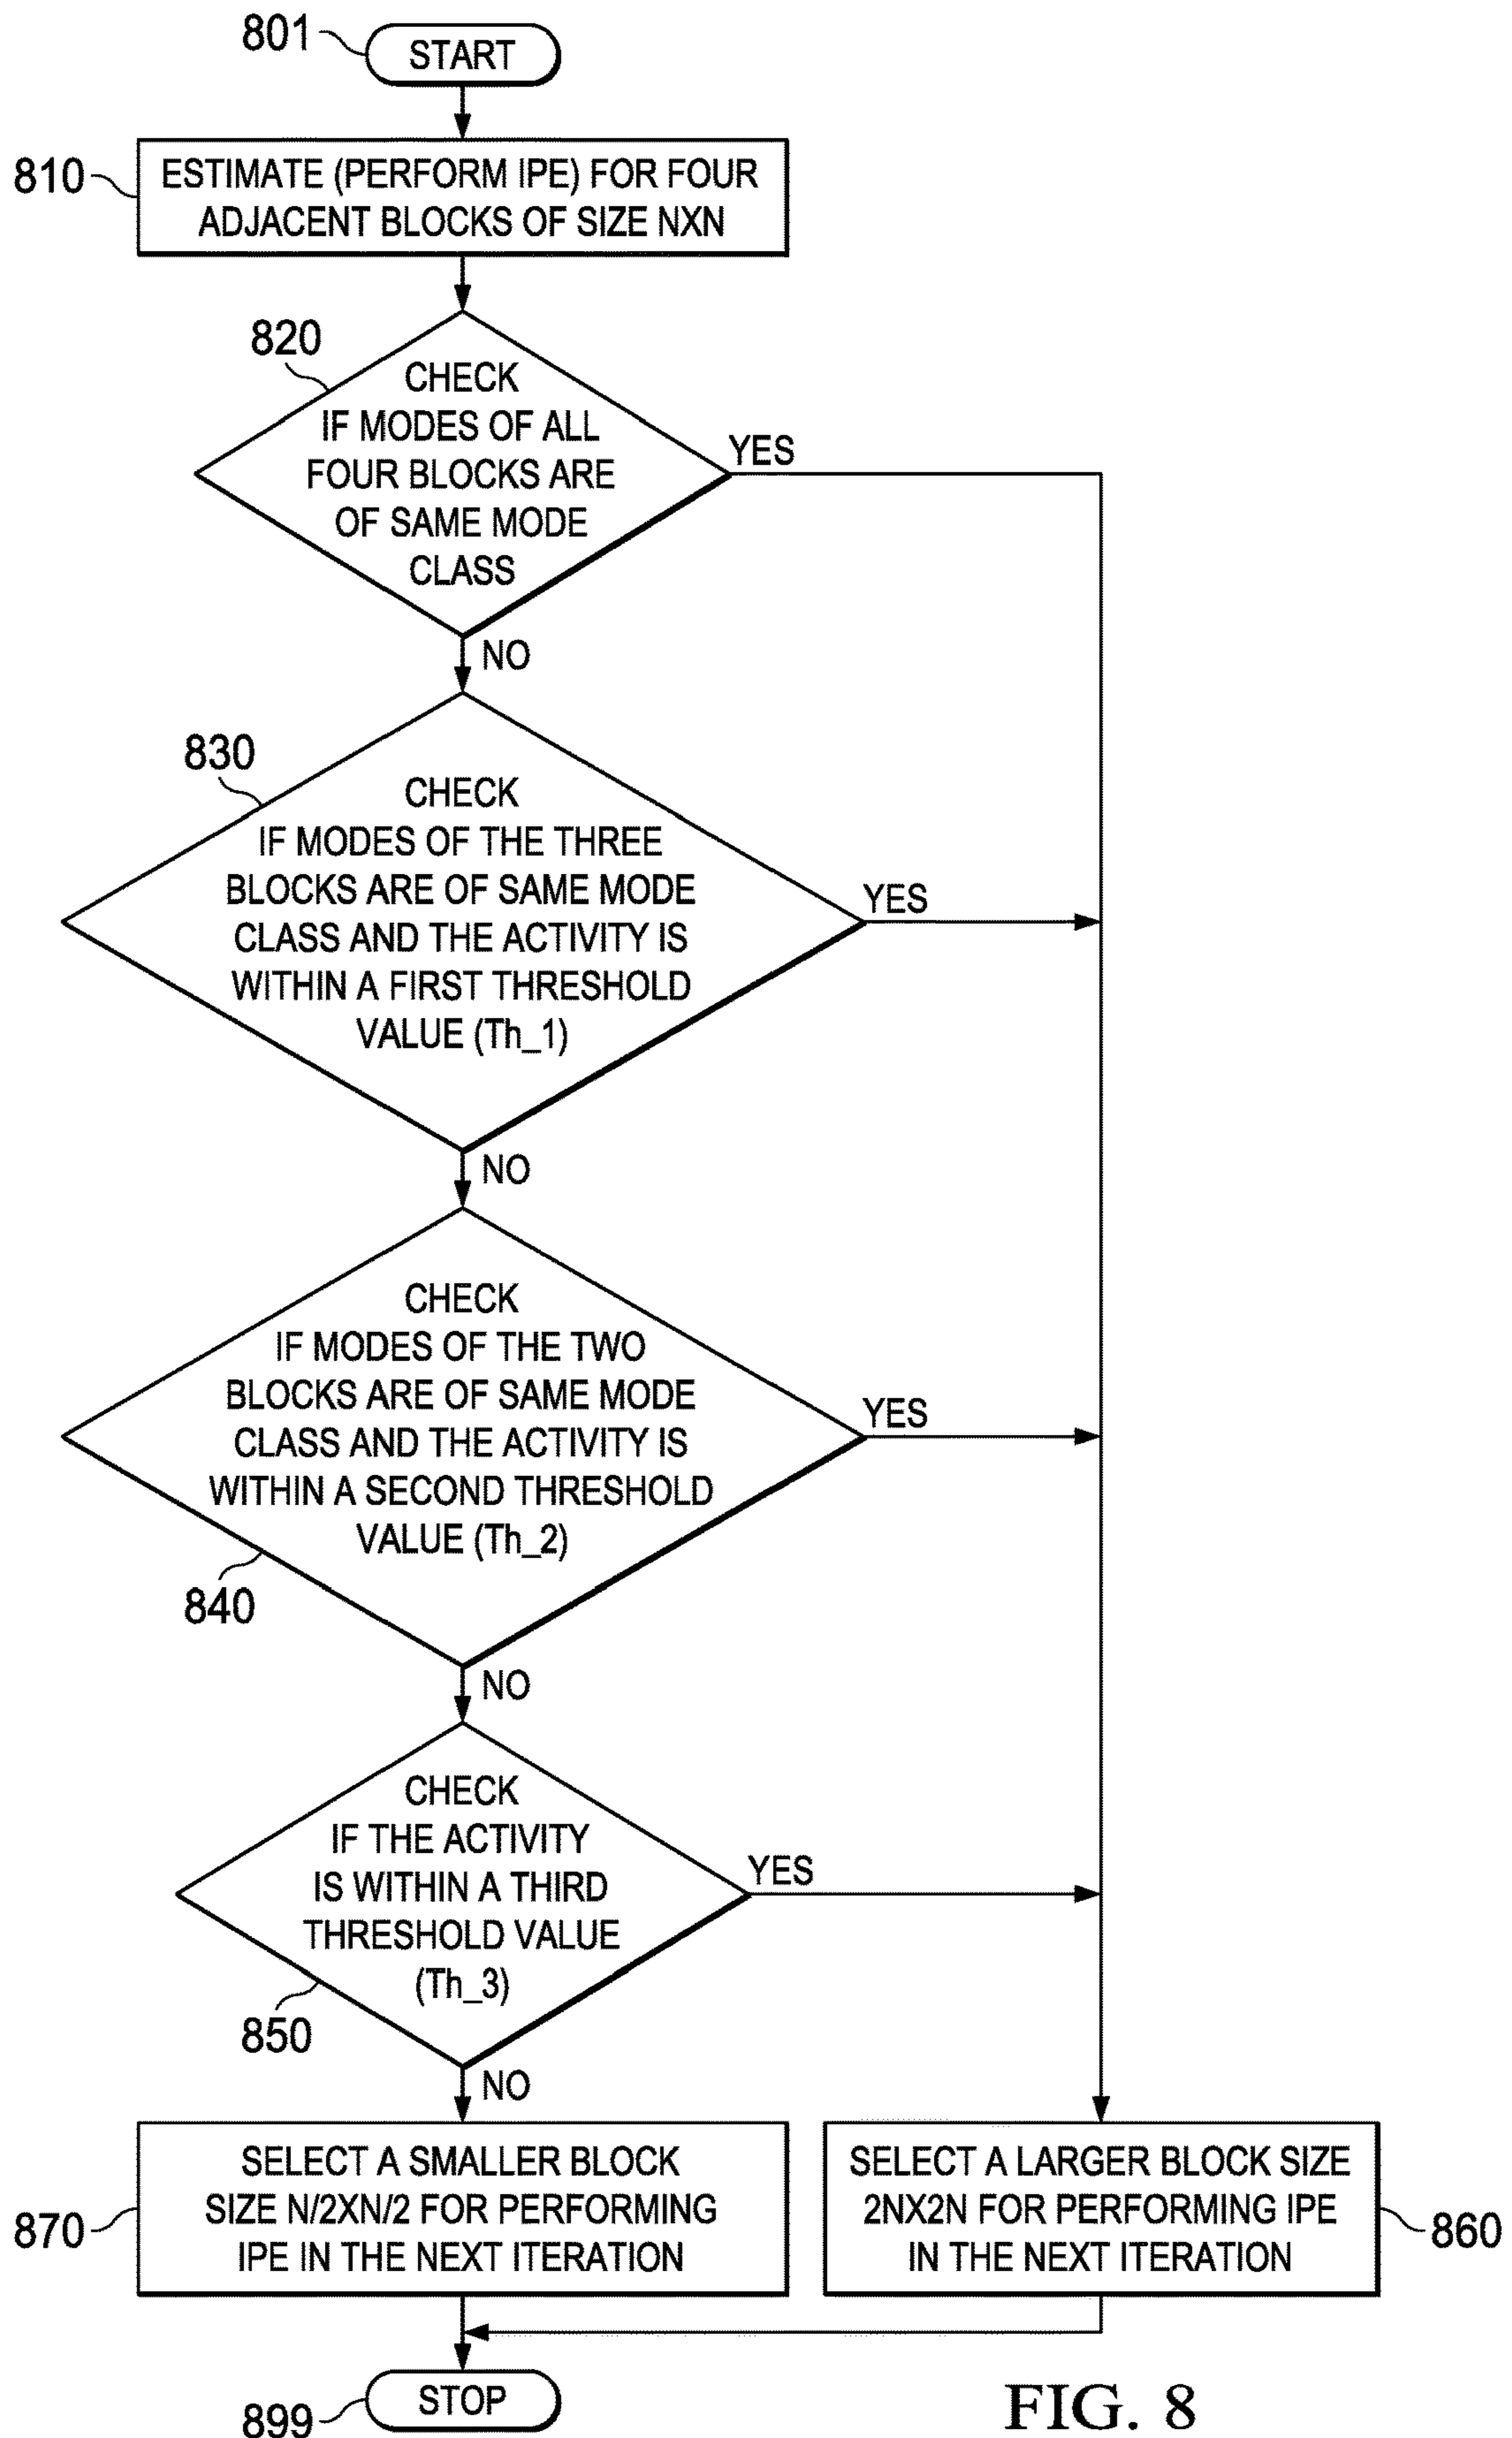 801
START
810
ESTIMATE (PERFORM IPE) FOR FOUR
ADJACENT BLOCKS OF SIZE NXN
820
CHECK
IF MODES OF ALL
FOUR BLOCKS ARE
OF SAME MODE
CLASS
YES
NO
830
CHECK
IF MODES OF THE THREE
BLOCKS ARE OF SAME MODE
CLASS AND THE ACTIVITY IS
WITHIN A FIRST THRESHOLD
VALUE (Th_1)
YES
NO
CHECK
IF MODES OF THE TWO
BLOCKS ARE OF SAME MODE
CLASS AND THE ACTIVITY IS
WITHIN A SECOND THRESHOLD
VALUE (Th_2)
YES
840
NO
CHECK
IF THE ACTIVITY
IS WITHIN A THIRD
THRESHOLD VALUE
(Th_3)
YES
850
NO
SELECT A SMALLER BLOCK
SIZE N/2XN/2 FOR PERFORMING
IPE IN THE NEXT ITERATION
870
SELECT A LARGER BLOCK SIZE
2NX2N FOR PERFORMING IPE
IN THE NEXT ITERATION
860
STOP
899
FIG. 8